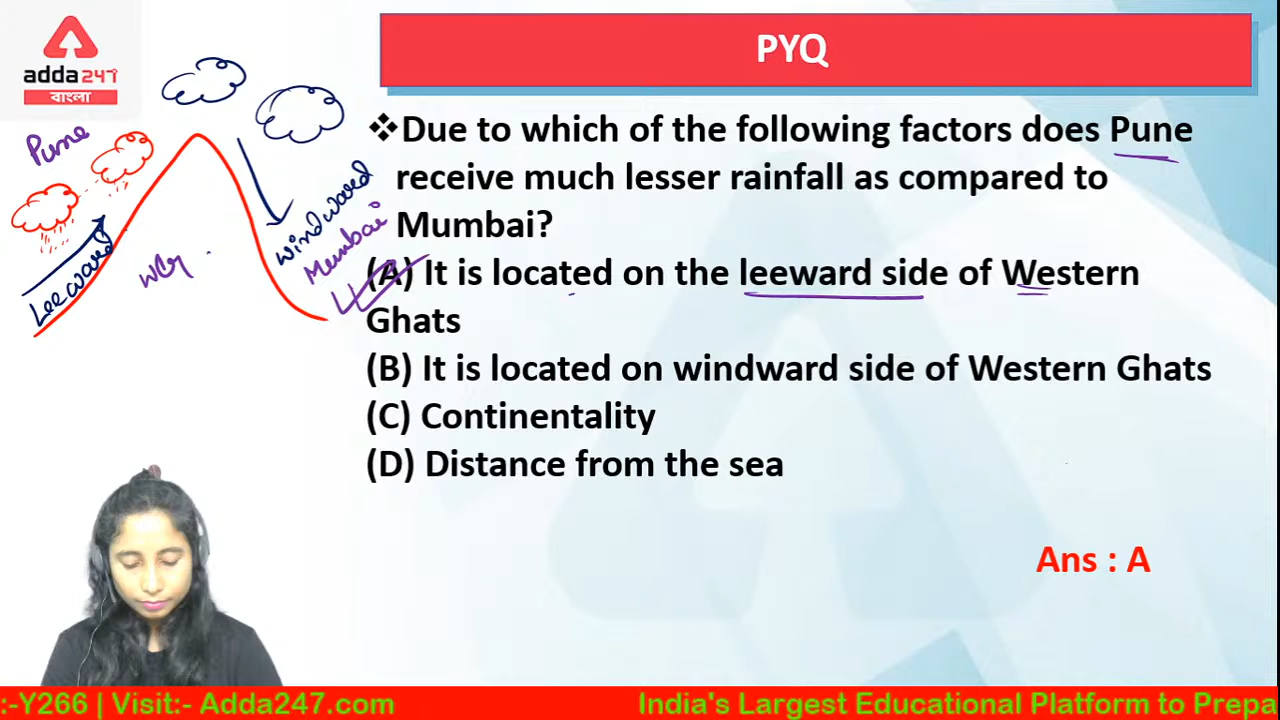 adda247
বাংলা
PYQ
Pune
Leeward
WG
windward
Mumbai
❖Due to which of the following factors does Pune
receive much lesser rainfall as compared to
Mumbai?
(A) It is located on the leeward side of Western
Ghats
(B) It is located on windward side of Western Ghats
(C) Continentality
(D) Distance from the sea
Ans : A
:-Y266 | Visit:- Adda247.com India's Largest Educational Platform to Prepa